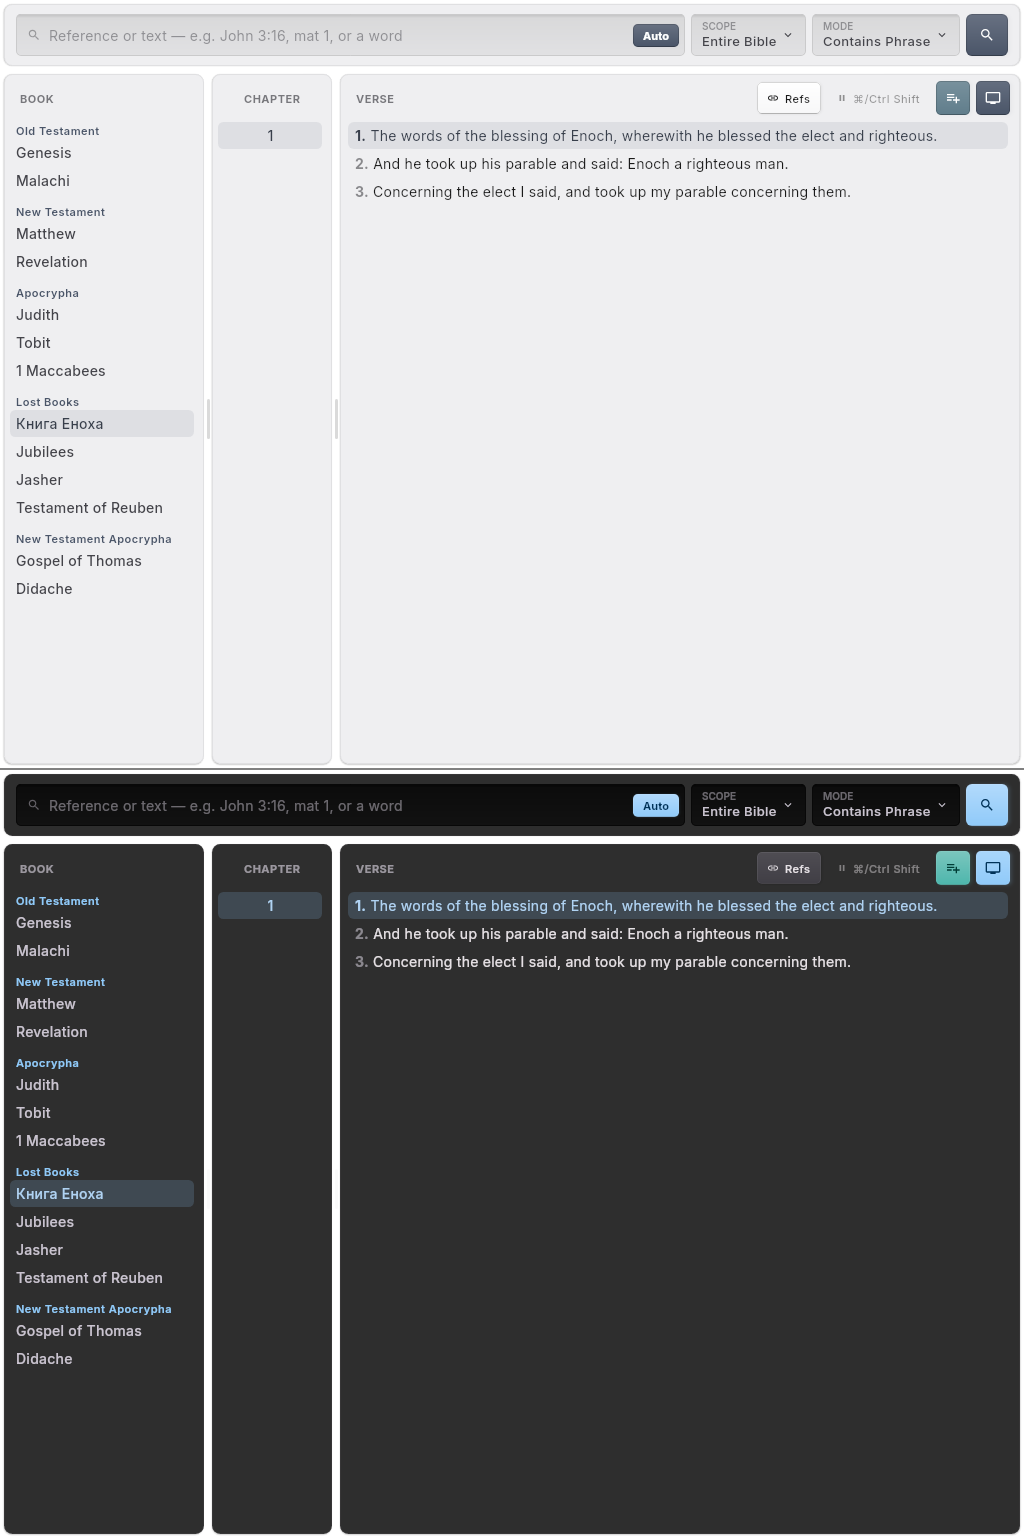 Reference or text — e.g. John 3:16, mat 1, or a word
Auto
SCOPE
Entire Bible
MODE
Contains Phrase
BOOK
Old Testament
Genesis
Malachi
New Testament
Matthew
Revelation
Apocrypha
Judith
Tobit
1 Maccabees
Lost Books
Книга Еноха
Jubilees
Jasher
Testament of Reuben
New Testament Apocrypha
Gospel of Thomas
Didache
CHAPTER
1
VERSE
Refs
⌘/Ctrl Shift
1. The words of the blessing of Enoch, wherewith he blessed the elect and righteous.
2. And he took up his parable and said: Enoch a righteous man.
3. Concerning the elect I said, and took up my parable concerning them.
Reference or text — e.g. John 3:16, mat 1, or a word
Auto
SCOPE
Entire Bible
MODE
Contains Phrase
BOOK
Old Testament
Genesis
Malachi
New Testament
Matthew
Revelation
Apocrypha
Judith
Tobit
1 Maccabees
Lost Books
Книга Еноха
Jubilees
Jasher
Testament of Reuben
New Testament Apocrypha
Gospel of Thomas
Didache
CHAPTER
1
VERSE
Refs
⌘/Ctrl Shift
1. The words of the blessing of Enoch, wherewith he blessed the elect and righteous.
2. And he took up his parable and said: Enoch a righteous man.
3. Concerning the elect I said, and took up my parable concerning them.